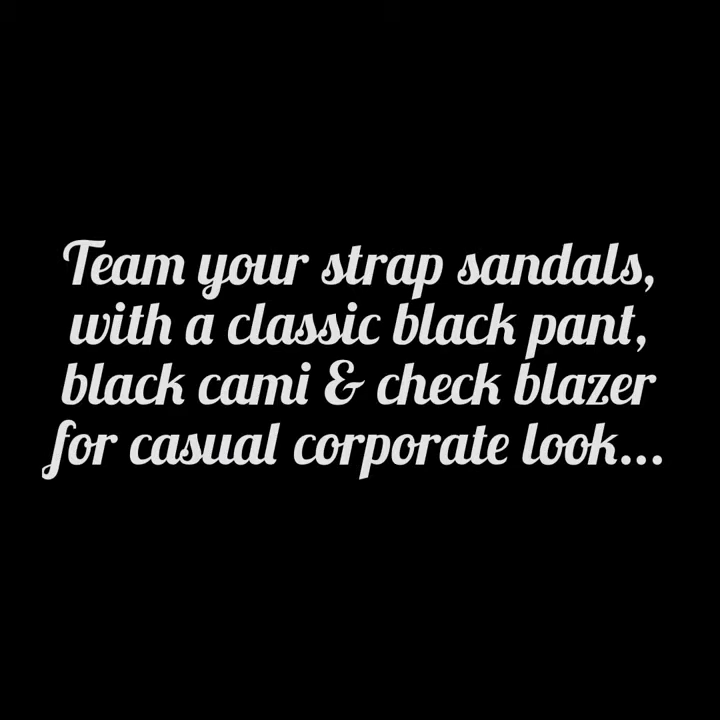 Team your strap sandals,
with a classic black pant,
black cami & check blazer
for casual corporate look...